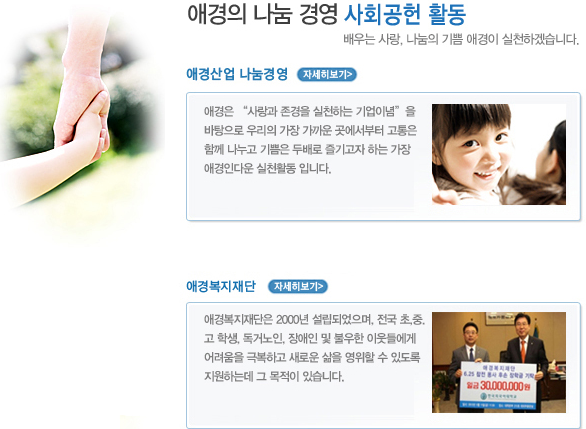 애경의 나눔 경영 사회공헌 활동
배우는 사랑, 나눔의 기쁨 애경이 실천하겠습니다.
애경산업 나눔경영 자세히보기>
애경은 “사랑과 존경을 실천하는 기업이념” 을
바탕으로 우리의 가장 가까운 곳에서부터 고통은
함께 나누고 기쁨은 두배로 즐기고자 하는 가장
애경인다운 실천활동 입니다.
애경복지재단 자세히보기>
애경복지재단은 2000년 설립되었으며, 전국 초,중,
고 학생, 독거노인, 장애인 및 불우한 이웃들에게
어려움을 극복하고 새로운 삶을 영위할 수 있도록
지원하는데 그 목적이 있습니다.
애경복지재단
6.25 참전 용사 후손 장학금 기탁
일금 30,000,000원